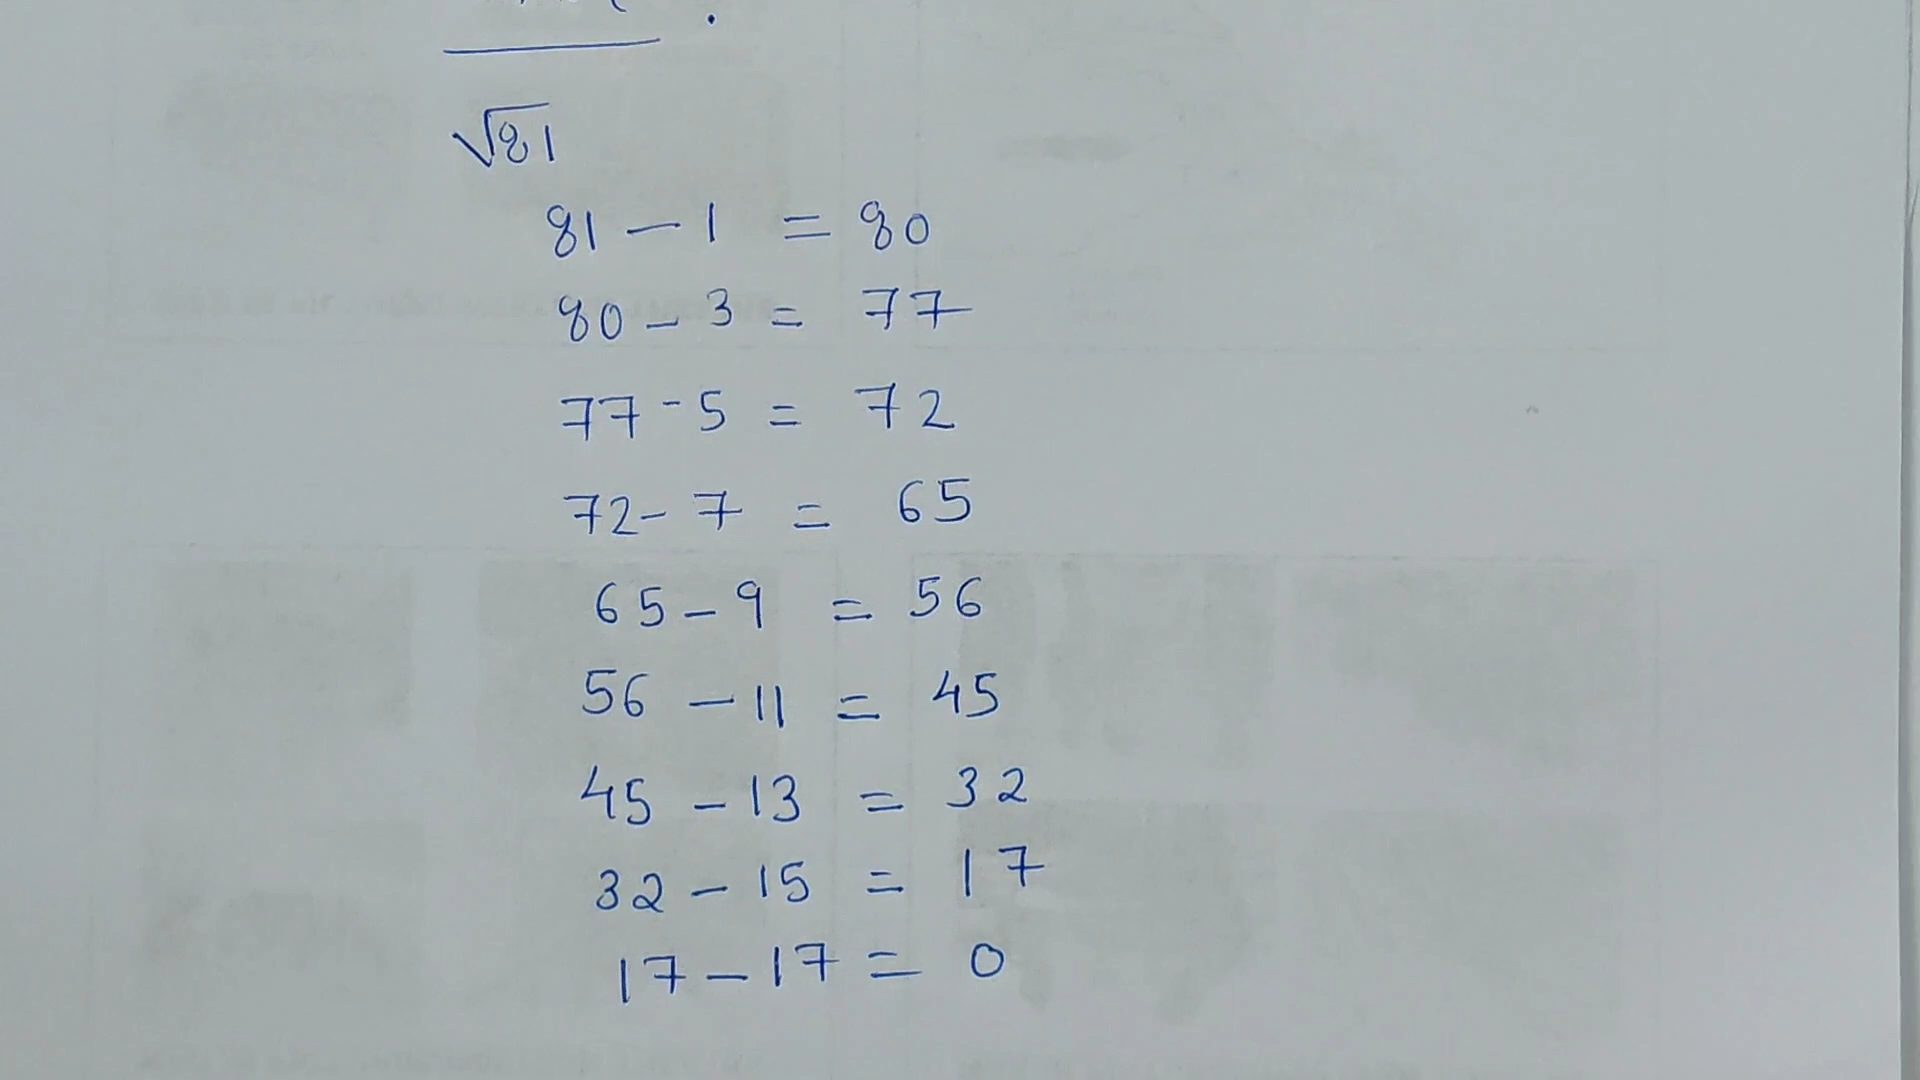 √81
81 - 1 = 80
80 - 3 = 77
77 - 5 = 72
72 - 7 = 65
65 - 9 = 56
56 - 11 = 45
45 - 13 = 32
32 - 15 = 17
17 - 17 = 0